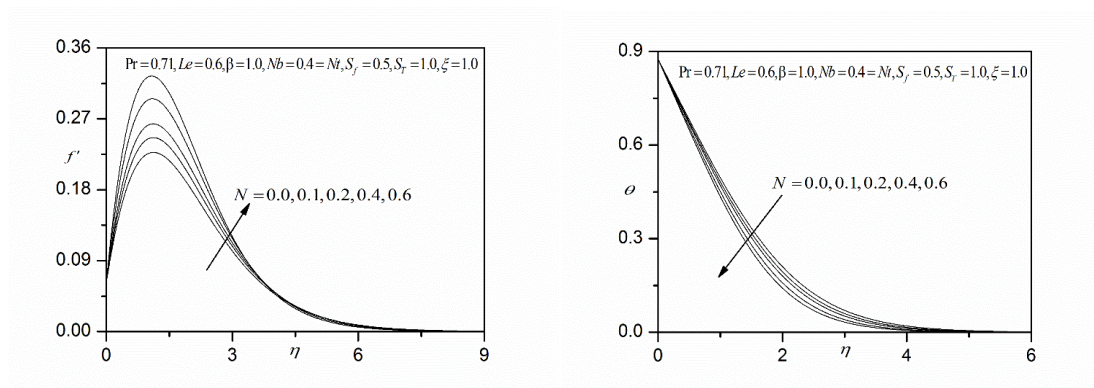 0.36
0.27
0.18
0.09
0.00
f'
Pr = 0.71, Le = 0.6, β = 1.0, Nb = 0.4 = Nt, S_f = 0.5, S_T = 1.0, ξ = 1.0
N = 0.0, 0.1, 0.2, 0.4, 0.6
0 3 6 9
η
0.9
0.6
0.3
0.0
θ
Pr = 0.71, Le = 0.6, β = 1.0, Nb = 0.4 = Nt, S_f = 0.5, S_T = 1.0, ξ = 1.0
N = 0.0, 0.1, 0.2, 0.4, 0.6
0 2 4 6
η